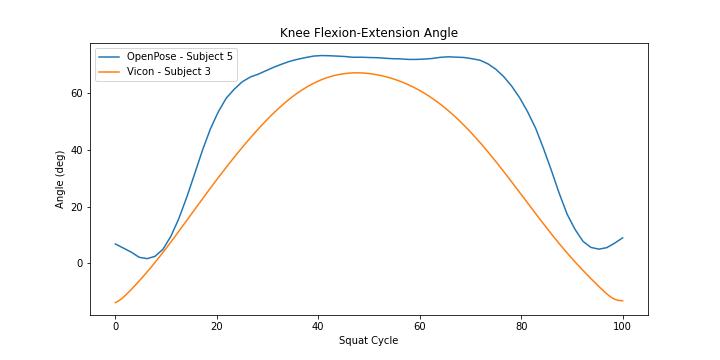 Knee Flexion-Extension Angle
OpenPose - Subject 5
Vicon - Subject 3
Angle (deg)
60
40
20
0
0 20 40 60 80 100
Squat Cycle